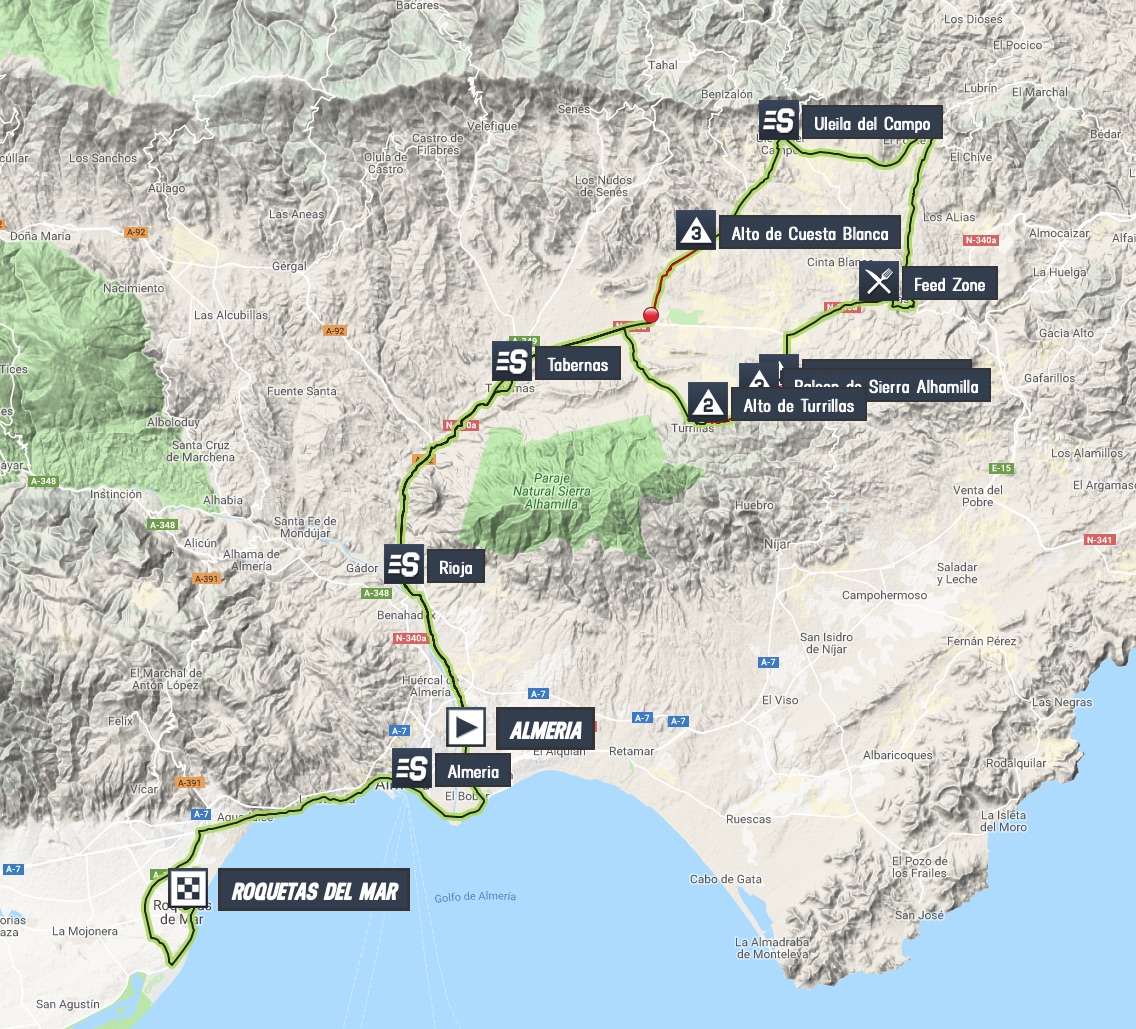 Bacares
Los Dioses
El Pocico
Tahal
Lubrín
El Marchal
Benizalón
Senés
Velefique
Uleila del Campo
Bédar
Castro de
Filabres
Los Sanchos
Olula de
Castro
El Chive
Aulago
Los Nudos
de Senés
Las Aneas
Los ALias
A-92
Doña María
Alto de Cuesta Blanca
Almocaizar
N-340a
Gérgal
Cinta Blanca
La Huelga
Nacimiento
Feed Zone
Las Alcubillas
A-92
Gacia Alto
A-349
Tabernas
Tices
Fuente Santa
Gafarillos
Balcon de Sierra Alhamilla
3
2
Alto de Turrillas
Turrillas
Alboloduy
Santa Cruz
de Marchena
Los Alamillos
E-15
A-348
Paraje
Natural Sierra
Alhamilla
Instinción
Alhabia
Venta del
Pobre
El Argamasón
Huebro
A-348
Santa Fe de
Mondújar
Alicún
Níjar
N-341
Alhama de
Almería
Gádor
Rioja
Saladar
y Leche
A-391
A-348
Campohermoso
Benahadux
N-340a
San Isidro
de Níjar
Fernán Pérez
A-7
El Marchal de
Antón López
Huércal de
Almería
A-7
El Viso
Las Negras
Felix
A-7
A-7
A-7
ALMERIA
El Alquián
Retamar
Albaricoques
Rodalquilar
Almeria
A-391
Vícar
El Bobar
A-7
Aguadulce
Ruescas
La Isleta
del Moro
A-7
El Pozo de
los Frailes
Cabo de Gata
ROQUETAS DEL MAR
Golfo de Almería
Roquetas
de Mar
La Mojonera
San José
La Almadraba
de Monteleva
San Agustín